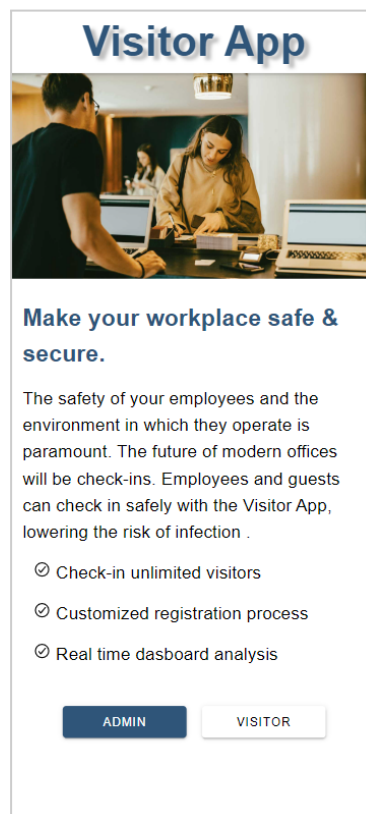 Visitor App
Make your workplace safe &
secure.
The safety of your employees and the
environment in which they operate is
paramount. The future of modern offices
will be check-ins. Employees and guests
can check in safely with the Visitor App,
lowering the risk of infection .
Check-in unlimited visitors
Customized registration process
Real time dasboard analysis
ADMIN
VISITOR